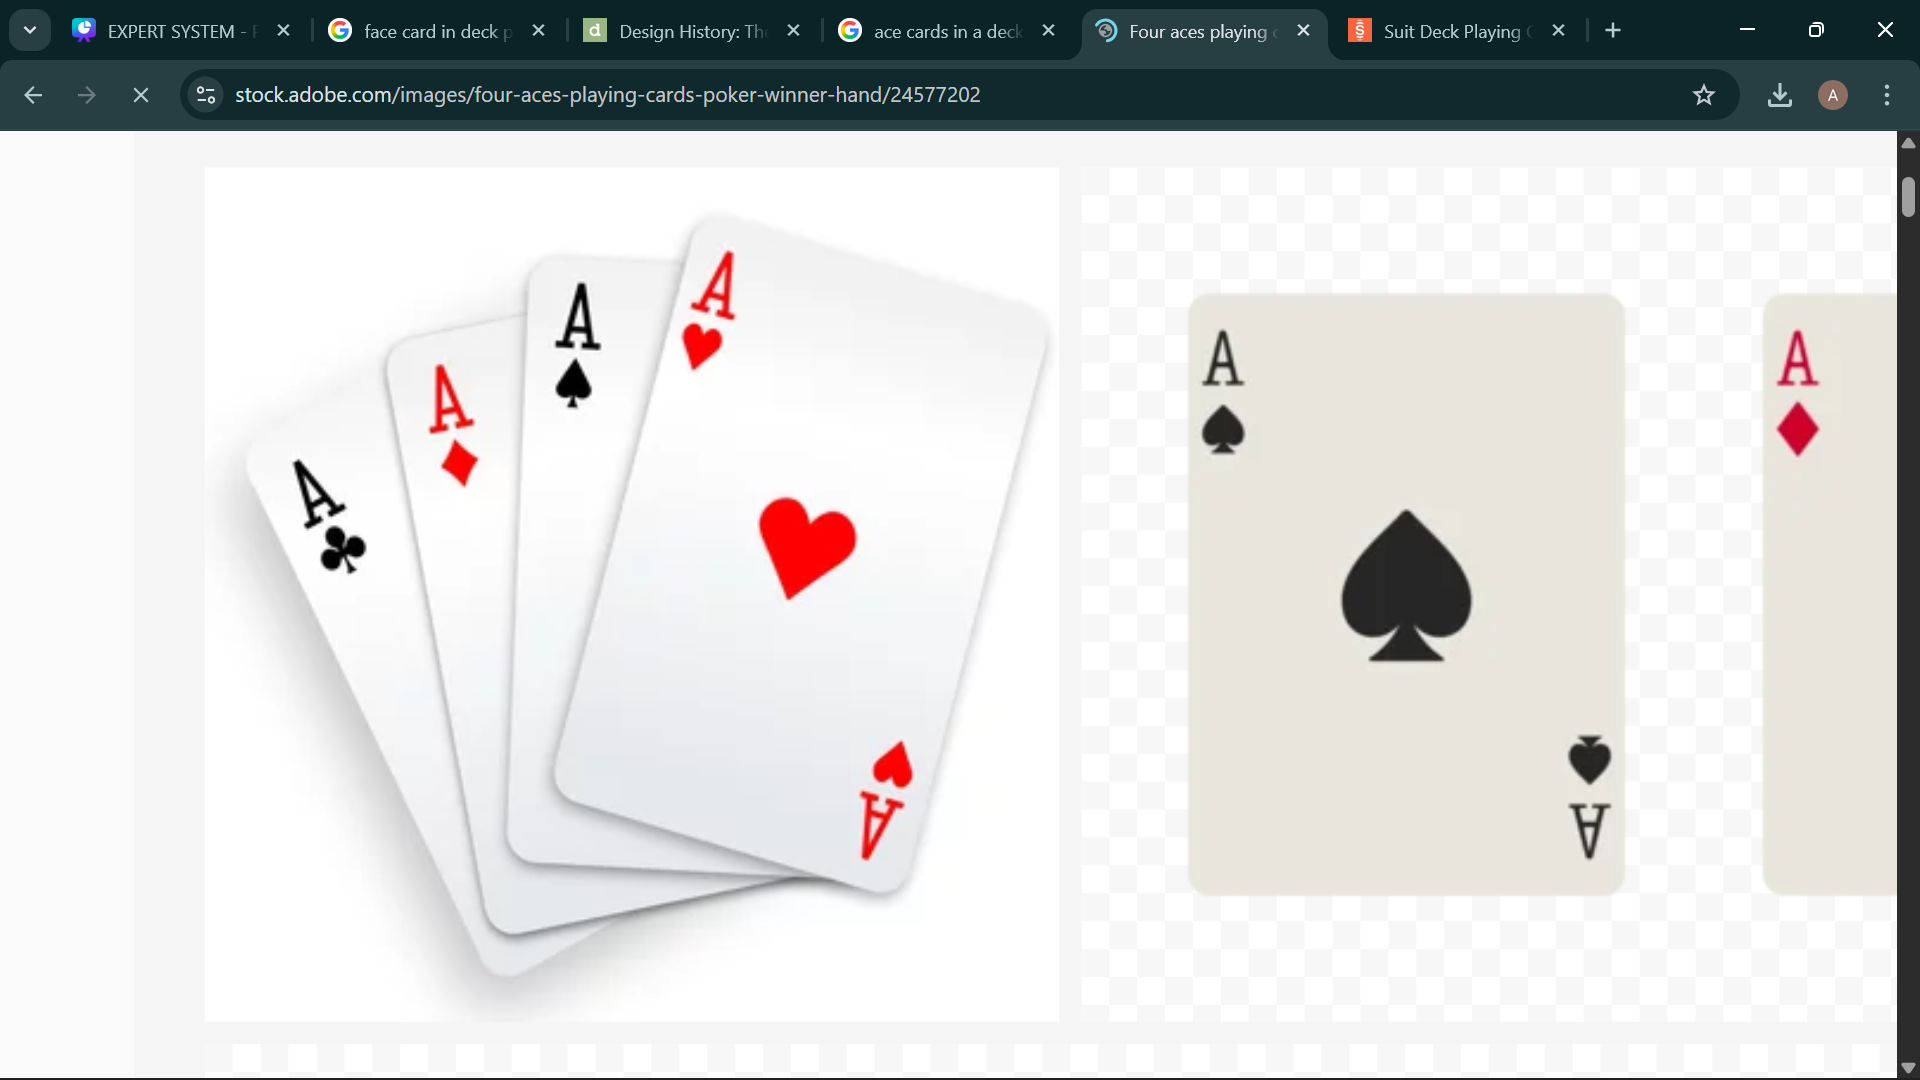 EXPERT SYSTEM -
face card in deck p
Design History: Th
ace cards in a deck
Four aces playing c
Suit Deck Playing C
stock.adobe.com/images/four-aces-playing-cards-poker-winner-hand/24577202
A
A
A
A
A
A
A
A
A